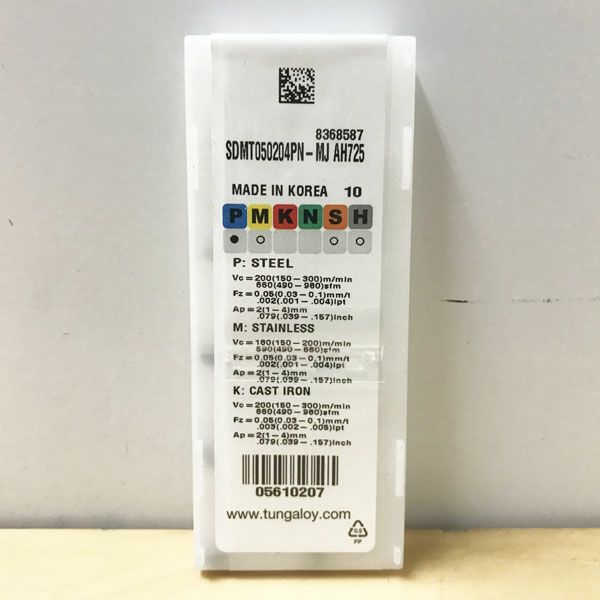 8368587
SDMT050204PN-MJ AH725
MADE IN KOREA 10
P M K N S H
P: STEEL
Vc=200(150-300)m/min
660(490-980)sfm
Fz=0.05(0.03-0.1)mm/t
.002(.001-.004)ipt
Ap=2(1-4)mm
.079(.039-.157)inch
M: STAINLESS
Vc=180(150-200)m/min
590(490-660)sfm
Fz=0.05(0.03-0.1)mm/t
.002(.001-.004)ipt
Ap=2(1-4)mm
.079(.039-.157)inch
K: CAST IRON
Vc=200(150-300)m/min
660(490-980)sfm
Fz=0.05(0.03-0.1)mm/t
.003(.002-.005)ipt
Ap=2(1-4)mm
.079(.039-.157)inch
05610207
www.tungaloy.com
PP